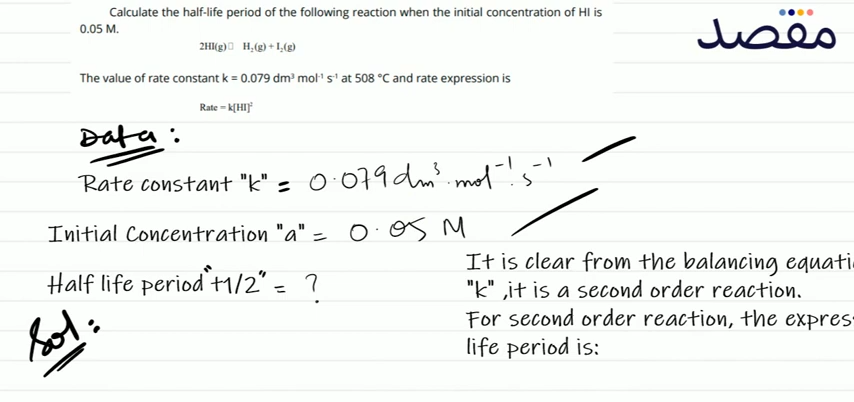 Calculate the half-life period of the following reaction when the initial concentration of HI is
0.05 M.
مقصد
2HI(g)□ H₂(g) + I₂(g)
The value of rate constant k = 0.079 dm³ mol⁻¹ s⁻¹ at 508 °C and rate expression is
Rate = k[HI]²
Data :
Rate constant "k" = 0.079 dm³.mol⁻¹.s⁻¹
Initial Concentration "a" = 0.05 M
Half life period "t1/2" = ?
Sol:
It is clear from the balancing equati
"k" ,it is a second order reaction.
For second order reaction, the expres
life period is: